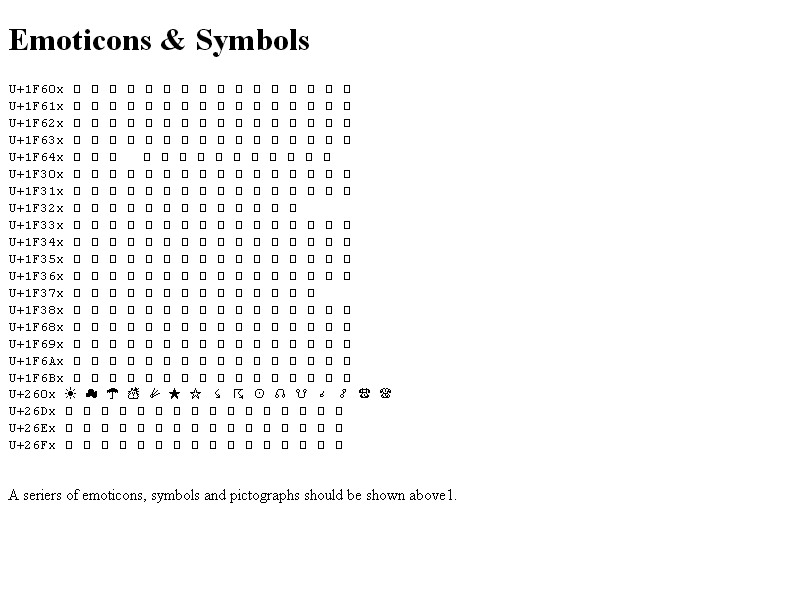 Emoticons & Symbols
U+1F60x ▯ ▯ ▯ ▯ ▯ ▯ ▯ ▯ ▯ ▯ ▯ ▯ ▯ ▯ ▯ ▯
U+1F61x ▯ ▯ ▯ ▯ ▯ ▯ ▯ ▯ ▯ ▯ ▯ ▯ ▯ ▯ ▯ ▯
U+1F62x ▯ ▯ ▯ ▯ ▯ ▯ ▯ ▯ ▯ ▯ ▯ ▯ ▯ ▯ ▯ ▯
U+1F63x ▯ ▯ ▯ ▯ ▯ ▯ ▯ ▯ ▯ ▯ ▯ ▯ ▯ ▯ ▯ ▯
U+1F64x ▯ ▯ ▯ ▯ ▯ ▯ ▯ ▯ ▯ ▯ ▯ ▯ ▯ ▯
U+1F30x ▯ ▯ ▯ ▯ ▯ ▯ ▯ ▯ ▯ ▯ ▯ ▯ ▯ ▯ ▯ ▯
U+1F31x ▯ ▯ ▯ ▯ ▯ ▯ ▯ ▯ ▯ ▯ ▯ ▯ ▯ ▯ ▯ ▯
U+1F32x ▯ ▯ ▯ ▯ ▯ ▯ ▯ ▯ ▯ ▯ ▯ ▯ ▯
U+1F33x ▯ ▯ ▯ ▯ ▯ ▯ ▯ ▯ ▯ ▯ ▯ ▯ ▯ ▯ ▯ ▯
U+1F34x ▯ ▯ ▯ ▯ ▯ ▯ ▯ ▯ ▯ ▯ ▯ ▯ ▯ ▯ ▯ ▯
U+1F35x ▯ ▯ ▯ ▯ ▯ ▯ ▯ ▯ ▯ ▯ ▯ ▯ ▯ ▯ ▯ ▯
U+1F36x ▯ ▯ ▯ ▯ ▯ ▯ ▯ ▯ ▯ ▯ ▯ ▯ ▯ ▯ ▯ ▯
U+1F37x ▯ ▯ ▯ ▯ ▯ ▯ ▯ ▯ ▯ ▯ ▯ ▯ ▯ ▯
U+1F38x ▯ ▯ ▯ ▯ ▯ ▯ ▯ ▯ ▯ ▯ ▯ ▯ ▯ ▯ ▯ ▯
U+1F68x ▯ ▯ ▯ ▯ ▯ ▯ ▯ ▯ ▯ ▯ ▯ ▯ ▯ ▯ ▯ ▯
U+1F69x ▯ ▯ ▯ ▯ ▯ ▯ ▯ ▯ ▯ ▯ ▯ ▯ ▯ ▯ ▯ ▯
U+1F6Ax ▯ ▯ ▯ ▯ ▯ ▯ ▯ ▯ ▯ ▯ ▯ ▯ ▯ ▯ ▯ ▯
U+1F6Bx ▯ ▯ ▯ ▯ ▯ ▯ ▯ ▯ ▯ ▯ ▯ ▯ ▯ ▯ ▯ ▯
U+260x ☀ ☁ ☂ ☃ ☄ ★ ☆ ☇ ☈ ☉ ☊ ☋ ☌ ☍ ☎ ☏
U+26Dx ▯ ▯ ▯ ▯ ▯ ▯ ▯ ▯ ▯ ▯ ▯ ▯ ▯ ▯ ▯ ▯
U+26Ex ▯ ▯ ▯ ▯ ▯ ▯ ▯ ▯ ▯ ▯ ▯ ▯ ▯ ▯ ▯ ▯
U+26Fx ▯ ▯ ▯ ▯ ▯ ▯ ▯ ▯ ▯ ▯ ▯ ▯ ▯ ▯ ▯ ▯
A seriers of emoticons, symbols and pictographs should be shown above1.